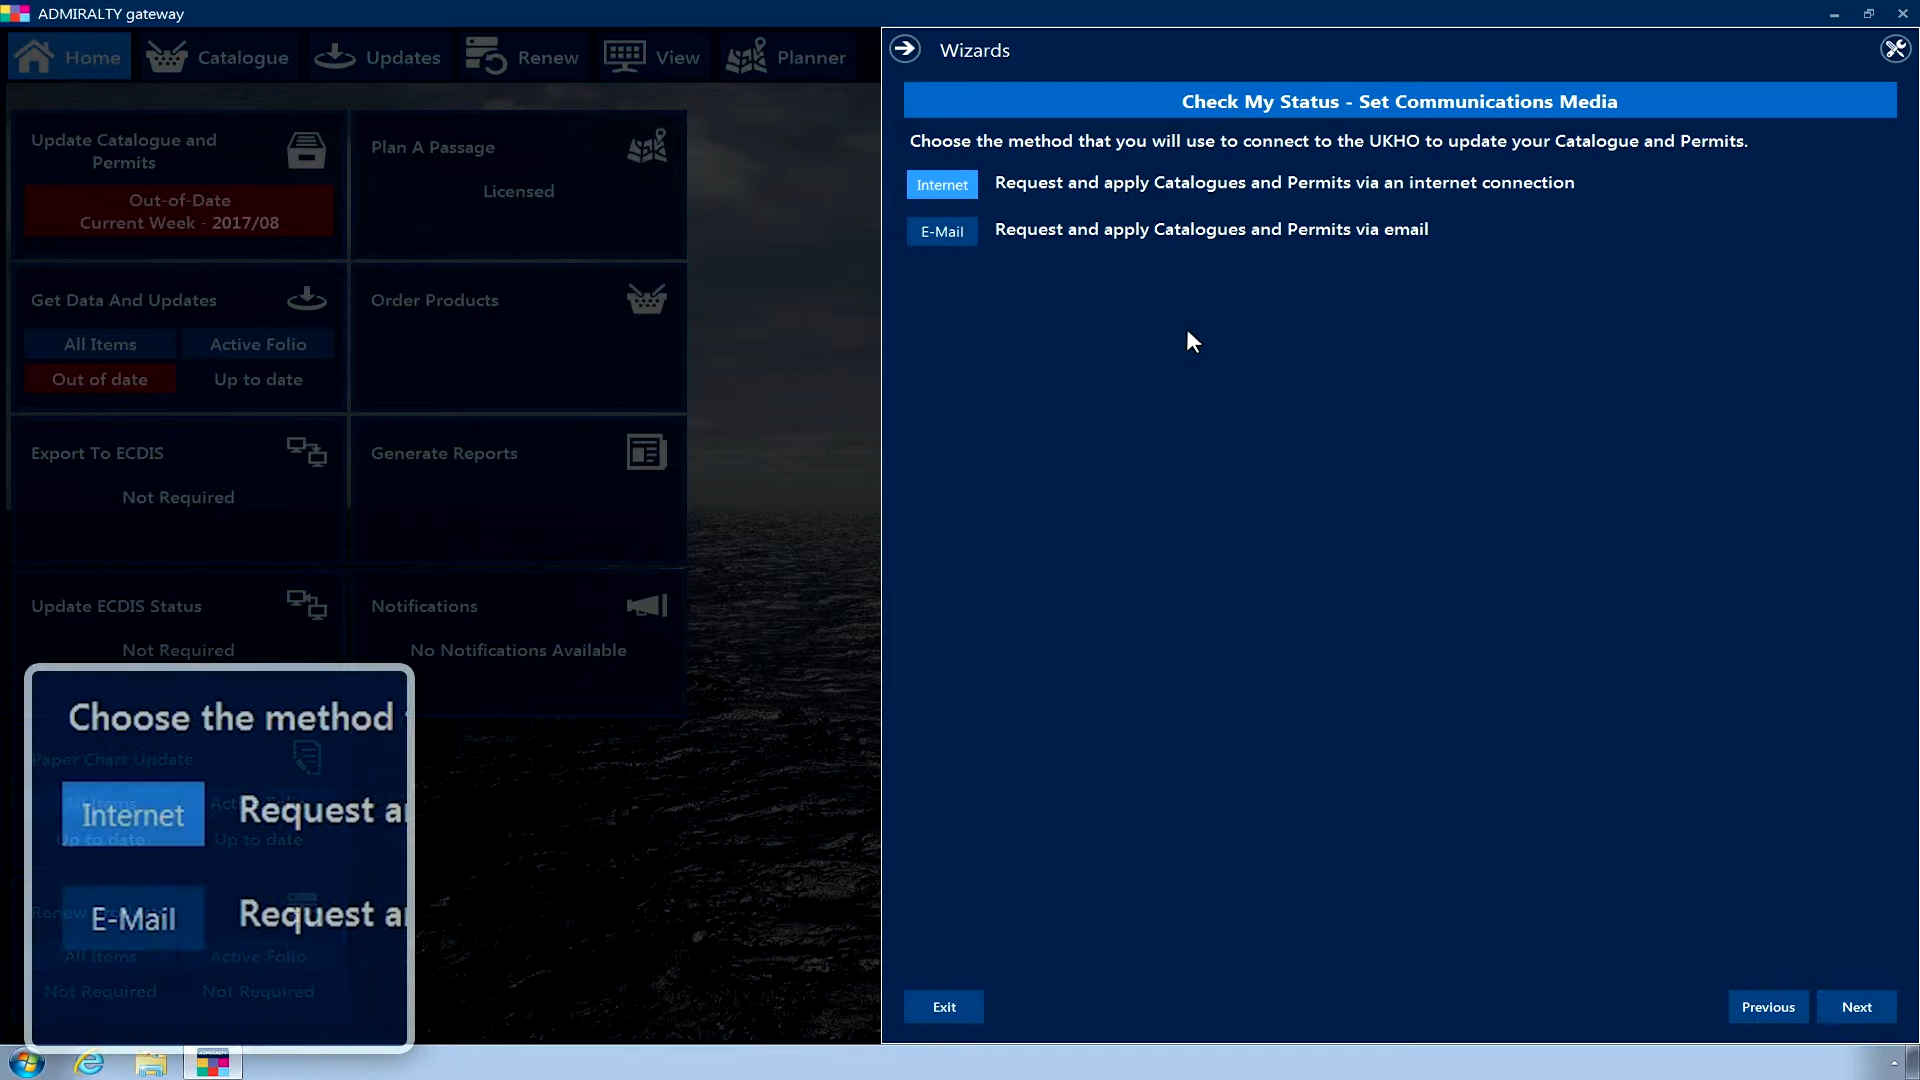 ADMIRALTY gateway
Home
Catalogue
Updates
Renew
View
Planner
Update Catalogue and
Permits
Out-of-Date
Current Week - 2017/08
Plan A Passage
Licensed
Get Data And Updates
All Items
Active Folio
Out of date
Up to date
Order Products
Export To ECDIS
Not Required
Generate Reports
Update ECDIS Status
Not Required
Notifications
No Notifications Available
Choose the method
Paper Chart Update
Internet
Request
Up to date
Up to date
E-Mail
Request
All Items
Active Folio
Not Required
Not Required
Wizards
Check My Status - Set Communications Media
Choose the method that you will use to connect to the UKHO to update your Catalogue and Permits.
Internet
Request and apply Catalogues and Permits via an internet connection
E-Mail
Request and apply Catalogues and Permits via email
Exit
Previous
Next
ADMIRALTY